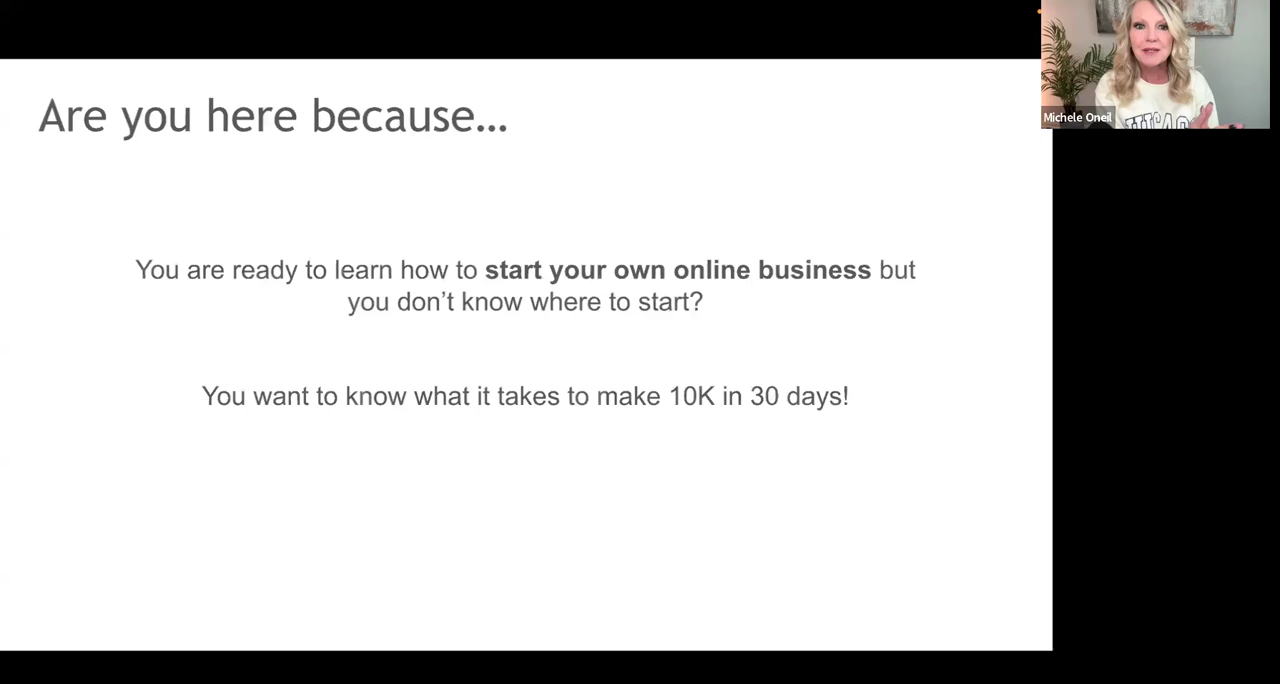 Are you here because...
You are ready to learn how to start your own online business but
you don’t know where to start?
You want to know what it takes to make 10K in 30 days!
Michele Oneil